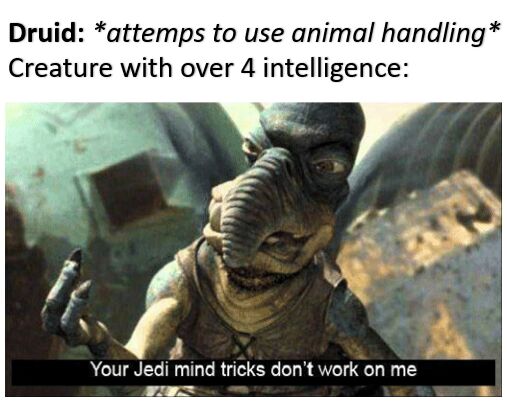 Druid: *attemps to use animal handling*
Creature with over 4 intelligence:
Your Jedi mind tricks don't work on me